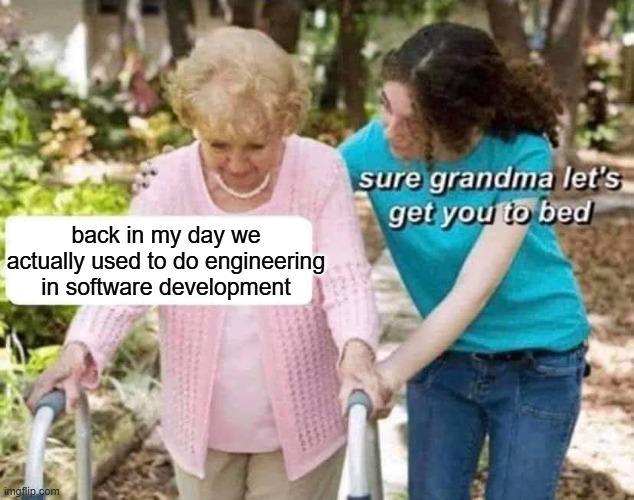 sure grandma let's
get you to bed
back in my day we
actually used to do engineering
in software development
imgflip.com